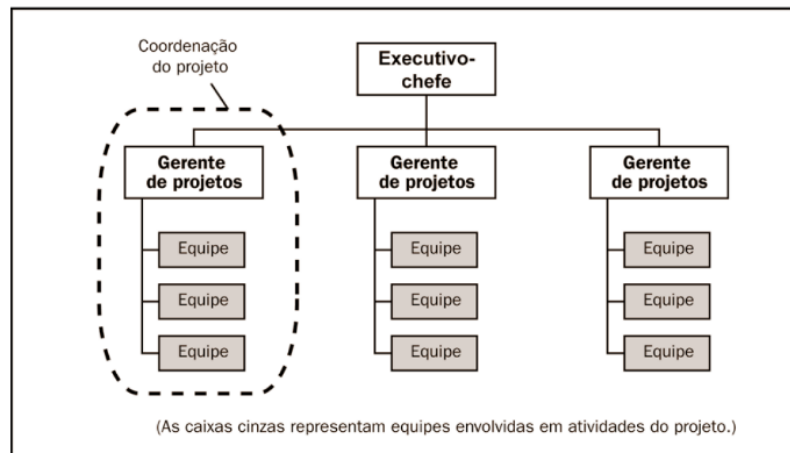 Coordenação
do projeto
Executivo-
chefe
Gerente
de projetos
Gerente
de projetos
Gerente
de projetos
Equipe
Equipe
Equipe
Equipe
Equipe
Equipe
Equipe
Equipe
Equipe
(As caixas cinzas representam equipes envolvidas em atividades do projeto.)